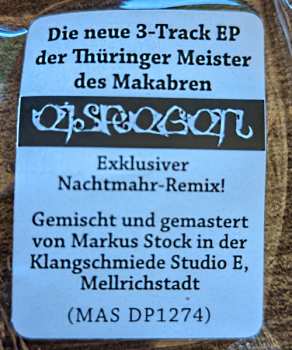 Die neue 3-Track EP
der Thüringer Meister
des Makabren
EISREGEN
Exklusiver
Nachtmahr-Remix!
Gemischt und gemastert
von Markus Stock in der
Klangschmiede Studio E,
Mellrichstadt
(MAS DP1274)